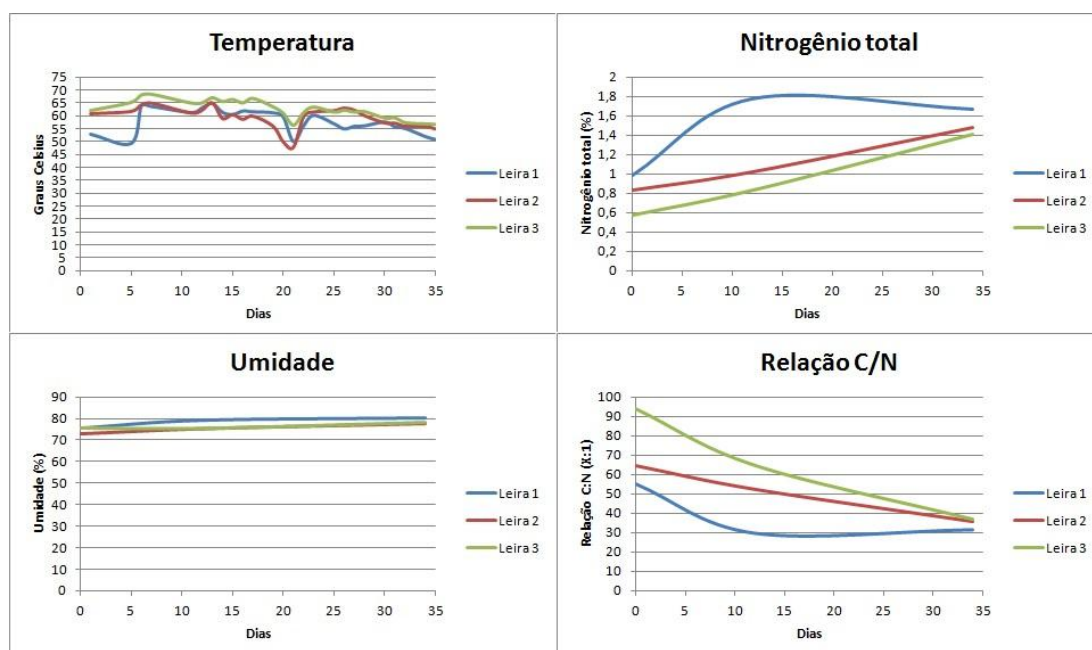 Temperatura
Graus Celsius
75
70
65
60
55
50
45
40
35
30
25
20
15
10
5
0
0 5 10 15 20 25 30 35
Dias
Leira 1
Leira 2
Leira 3
Nitrogênio total
Nitrogênio total (%)
2
1,8
1,6
1,4
1,2
1
0,8
0,6
0,4
0,2
0
0 5 10 15 20 25 30 35
Dias
Leira 1
Leira 2
Leira 3
Umidade
Umidade (%)
90
80
70
60
50
40
30
20
10
0
0 5 10 15 20 25 30 35
Dias
Leira 1
Leira 2
Leira 3
Relação C/N
Relação C:N (X:1)
100
90
80
70
60
50
40
30
20
10
0
0 5 10 15 20 25 30 35
Dias
Leira 1
Leira 2
Leira 3